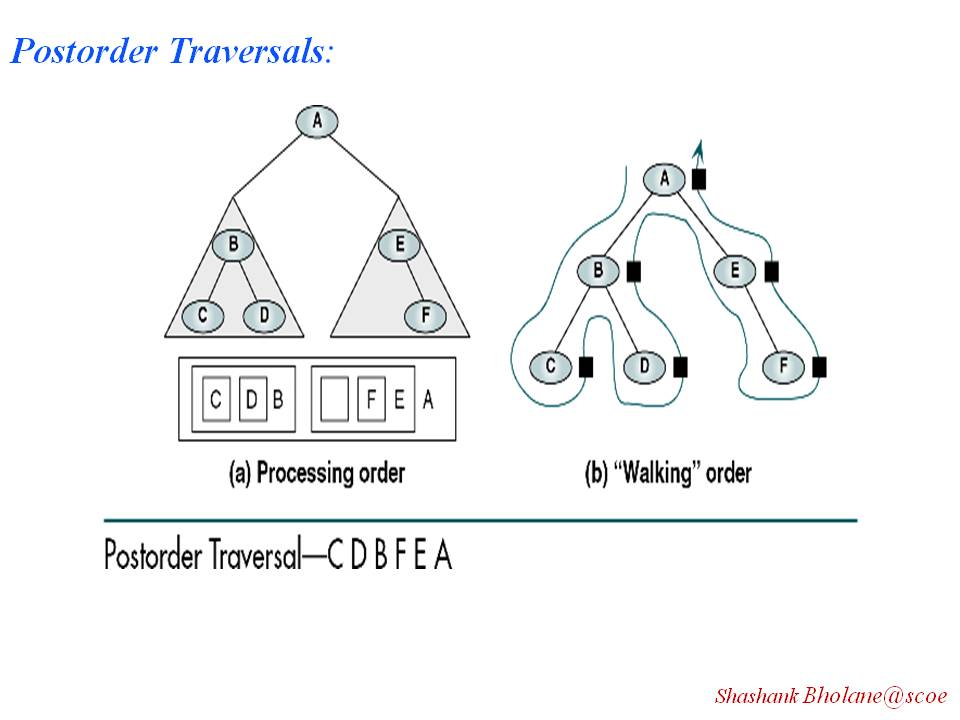 Postorder Traversals:
A
B
E
C D
F
C D B F E A
(a) Processing order
A
B
E
C
D
F
(b) “Walking” order
Postorder Traversal—C D B F E A
Shashank Bholane@scoe